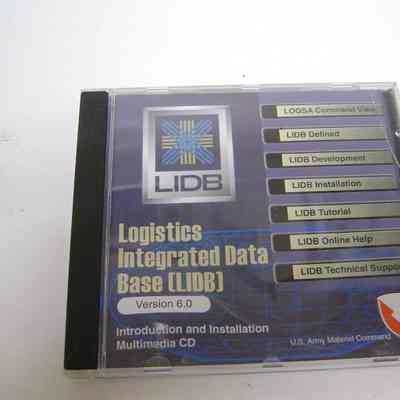 LIDB
Logistics
Integrated Data
Base (LIDB)
Version 6.0
Introduction and Installation
Multimedia CD
LOGSA Command View
LIDB Defined
LIDB Development
LIDB Installation
LIDB Tutorial
LIDB Online Help
LIDB Technical Support
U.S. Army Materiel Command